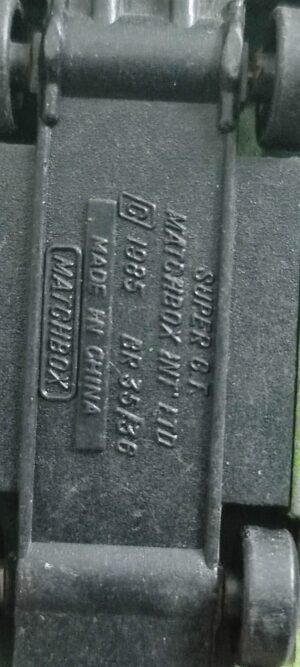 SUPER G.T.
MATCHBOX INT' LTD
© 1985 BR 35/36
MADE IN CHINA
MATCHBOX